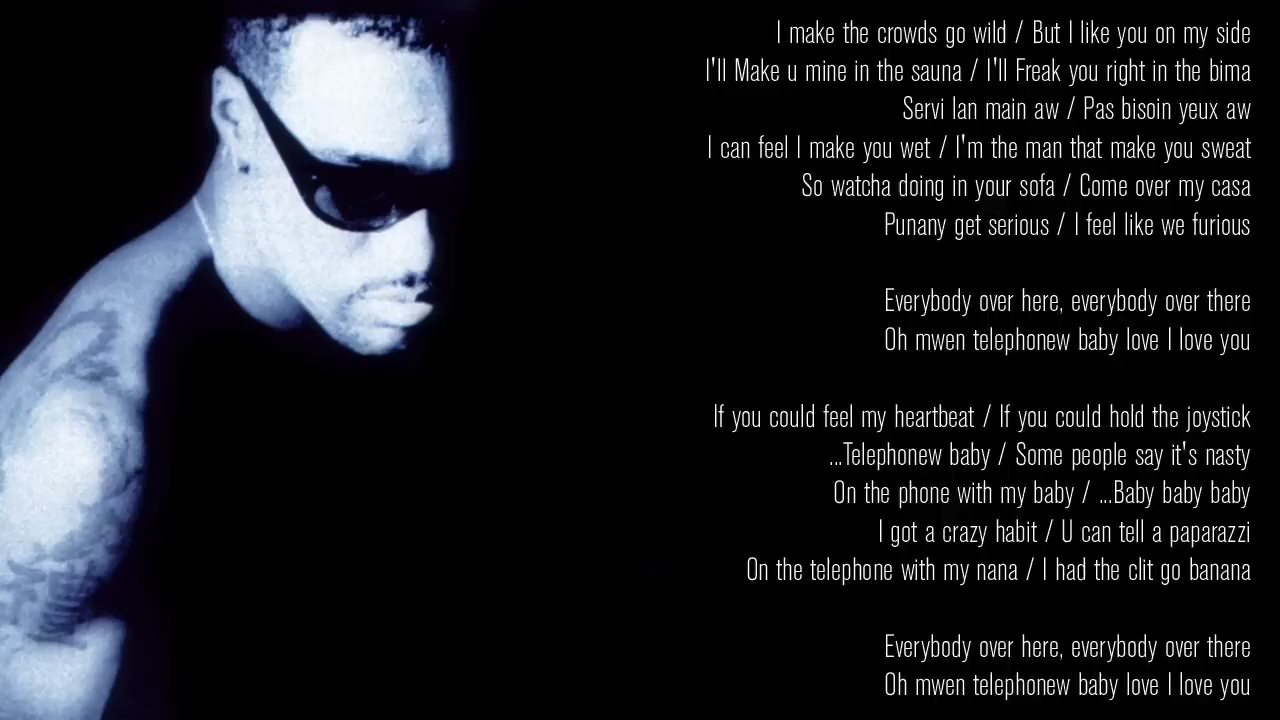 I make the crowds go wild / But I like you on my side
I'll Make u mine in the sauna / I'll Freak you right in the bima
Servi lan main aw / Pas bisoin yeux aw
I can feel I make you wet / I'm the man that make you sweat
So watcha doing in your sofa / Come over my casa
Punany get serious / I feel like we furious
Everybody over here, everybody over there
Oh mwen telephonew baby love I love you
If you could feel my heartbeat / If you could hold the joystick
...Telephonew baby / Some people say it's nasty
On the phone with my baby / ...Baby baby baby
I got a crazy habit / U can tell a paparazzi
On the telephone with my nana / I had the clit go banana
Everybody over here, everybody over there
Oh mwen telephonew baby love I love you